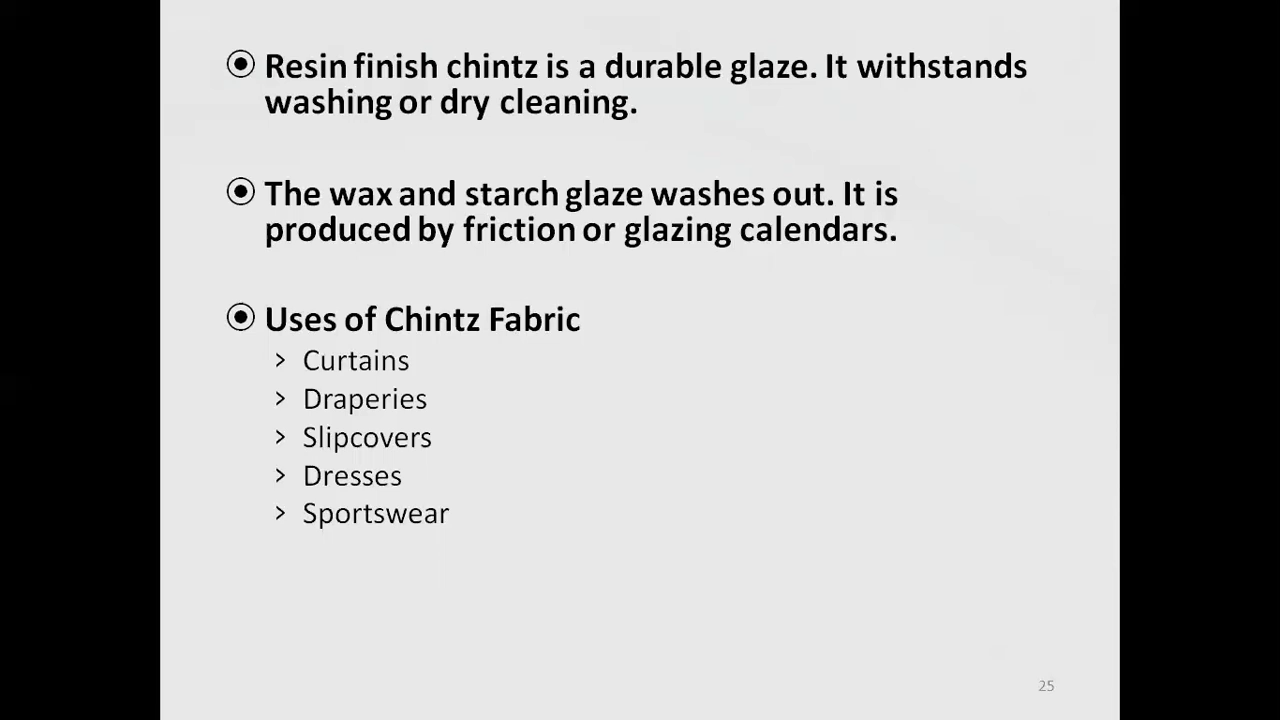 Resin finish chintz is a durable glaze. It withstands
washing or dry cleaning.
The wax and starch glaze washes out. It is
produced by friction or glazing calendars.
Uses of Chintz Fabric
> Curtains
> Draperies
> Slipcovers
> Dresses
> Sportswear
25